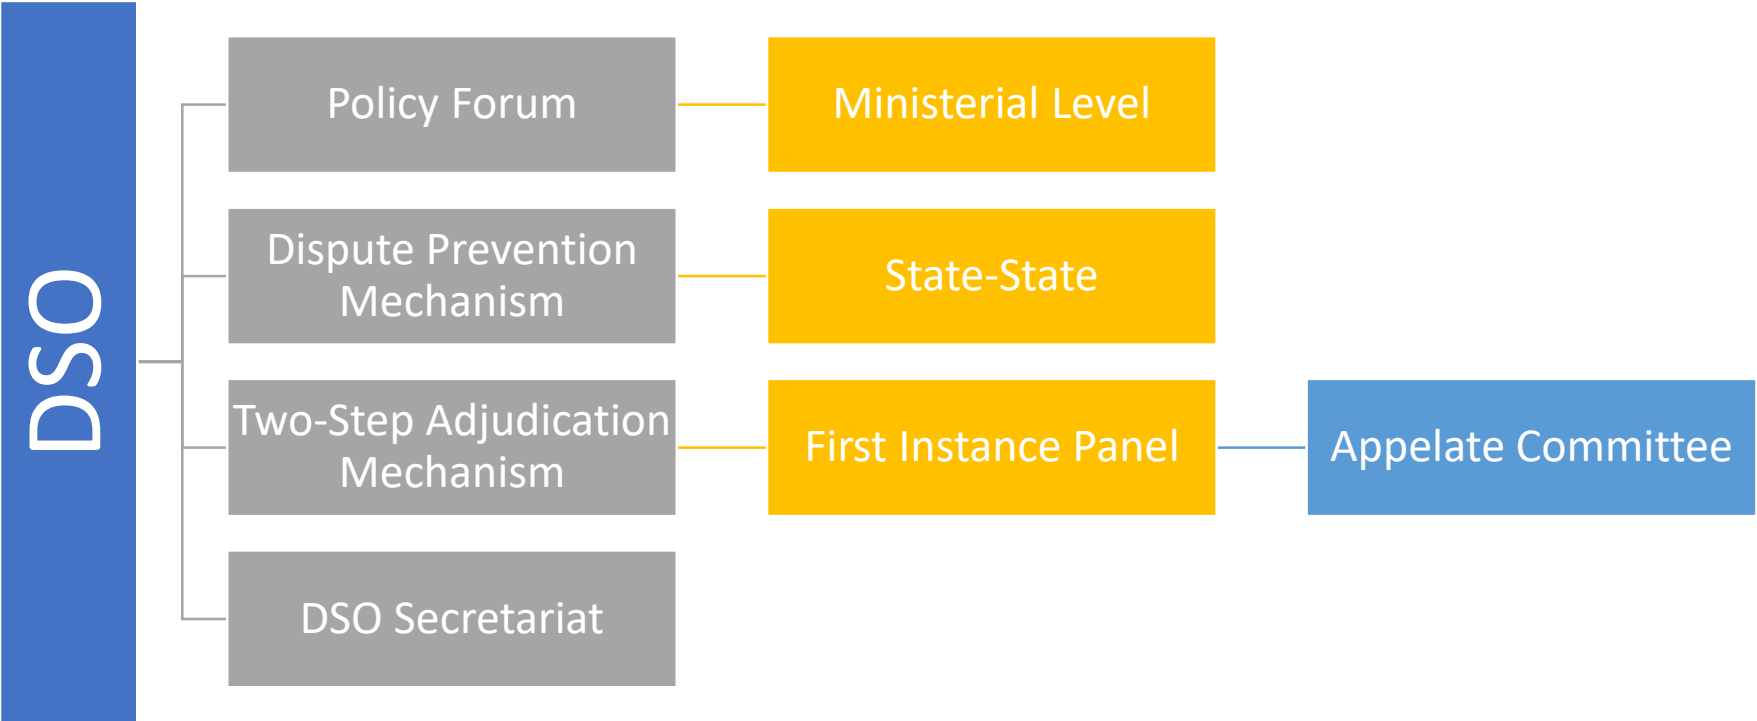 DSO
Policy Forum
Ministerial Level
Dispute Prevention
Mechanism
State-State
Two-Step Adjudication
Mechanism
First Instance Panel
Appelate Committee
DSO Secretariat